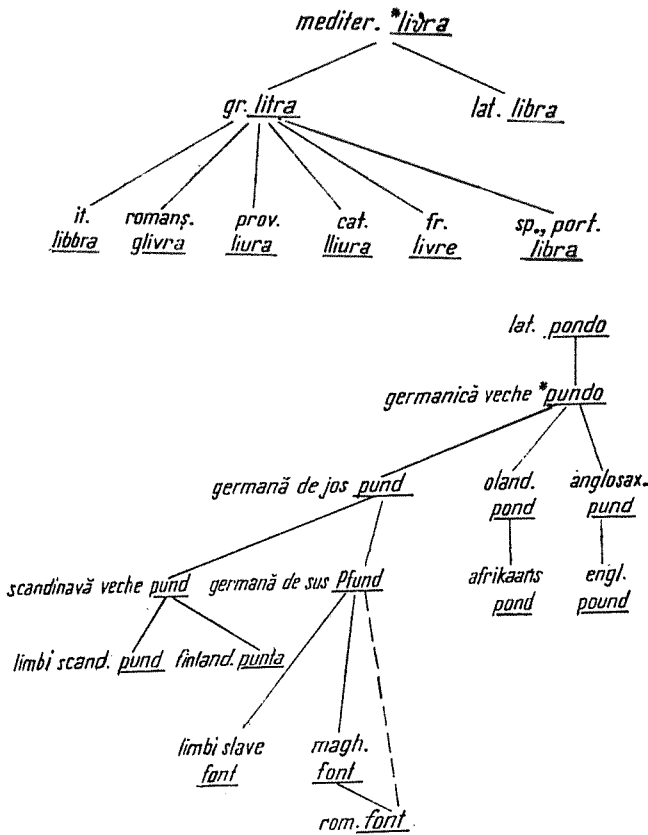 mediter. *liϑra
gr. litra
lat. libra
it. romanș. prov. cat. fr. sp., port.
libbra glivra liura lliura livre libra
lat. pondo
germanică veche *pundo
germană de jos pund
oland. anglosax.
pond pund
scandinavă veche pund germană de sus Pfund
afrikaans engl.
pond pound
limbi scand. pund finland. punta
limbi slave magh.
font font
rom. font